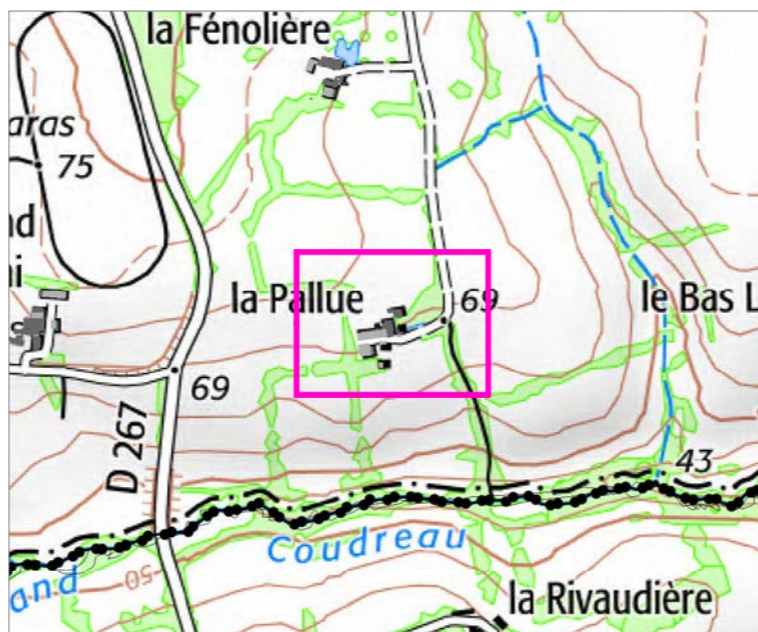 la Fénolière
aras
75
nd
ni
la Pallue
69
le Bas L
69
D 267
43
Coudreau
and
50
la Rivaudière